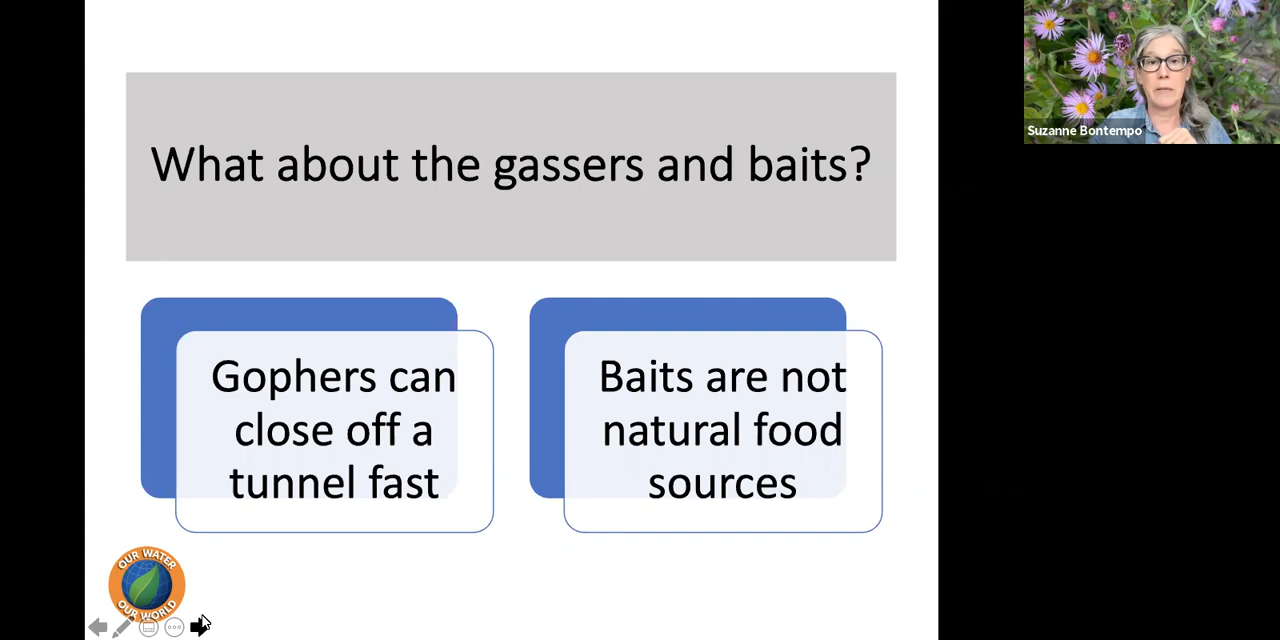 What about the gassers and baits?
Gophers can
close off a
tunnel fast
Baits are not
natural food
sources
OUR WATER
OUR WORLD
Suzanne Bontempo